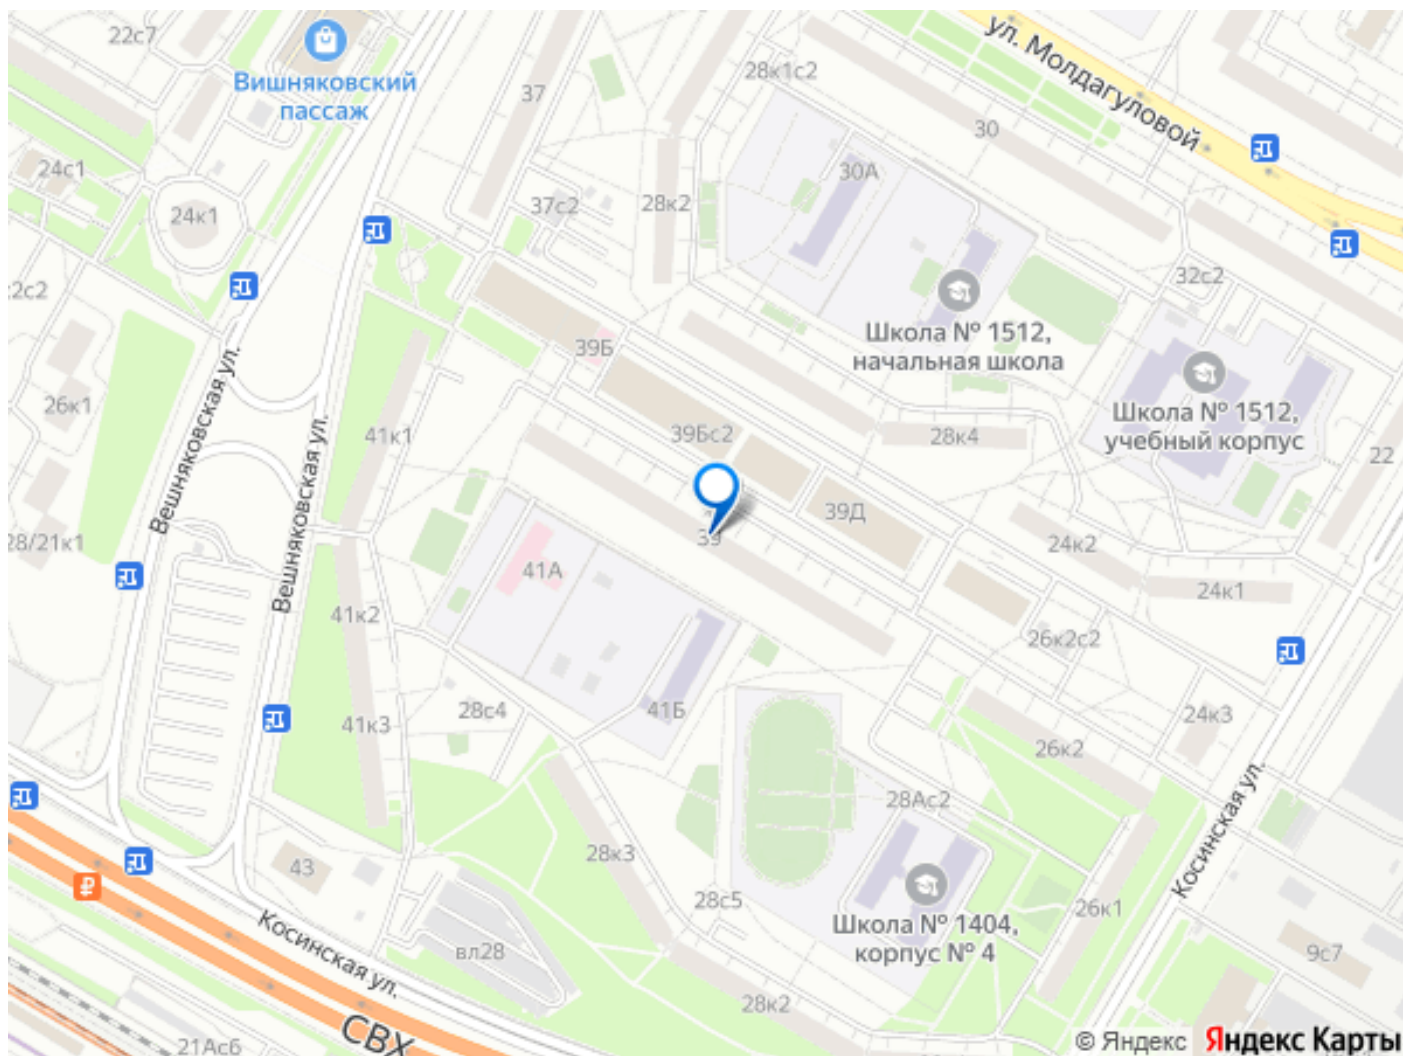 22с7
Вишняковский
пассаж
37
28к1с2
ул. Молдагуловой
30
24с1
30А
24к1
37с2
28к2
32с2
2с2
39Б
Школа № 1512,
начальная школа
26к1
Школа № 1512,
учебный корпус
41к1
39Бс2
28к4
22
Вешняковская ул.
Вешняковская ул.
39Д
39
28/21к1
24к2
41А
24к1
41к2
26к2с2
41к3
28с4
41Б
24к3
26к2
28Ас2
Косинская ул.
43
28к3
28с5
26к1
Школа № 1404,
корпус № 4
Косинская ул.
вл28
9с7
28к2
СВХ
21Ас6
© Яндекс Яндекс Карты